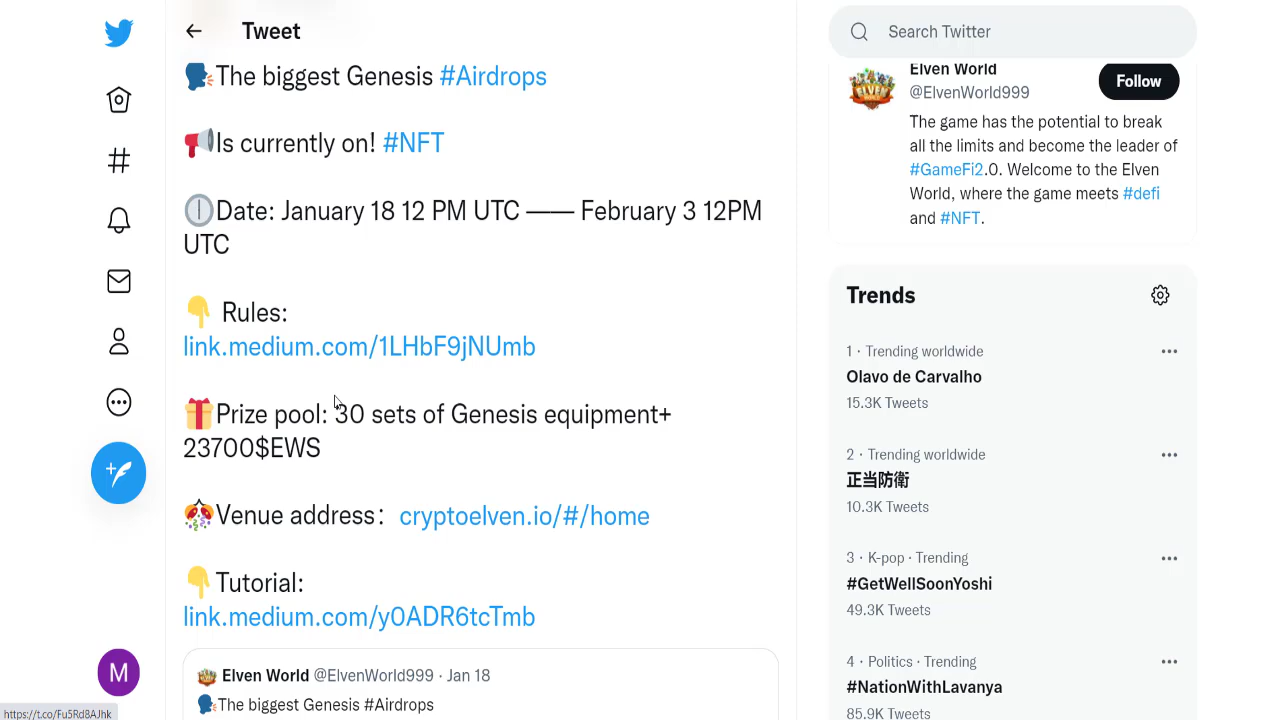 Tweet
🗣The biggest Genesis #Airdrops
📢Is currently on! #NFT
🕕Date: January 18 12 PM UTC —— February 3 12PM
UTC
👇 Rules:
link.medium.com/1LHbF9jNUmb
🎁Prize pool: 30 sets of Genesis equipment+
23700$EWS
🎊Venue address： cryptoelven.io/#/home
👇Tutorial:
link.medium.com/y0ADR6tcTmb
Elven World @ElvenWorld999 · Jan 18
🗣The biggest Genesis #Airdrops
M
https://t.co/Fu5Rd8AJhk
Search Twitter
Elven World
@ElvenWorld999
Follow
The game has the potential to break
all the limits and become the leader of
#GameFi2.0. Welcome to the Elven
World, where the game meets #defi
and #NFT.
Trends
1 · Trending worldwide
Olavo de Carvalho
15.3K Tweets
2 · Trending worldwide
正当防衛
10.3K Tweets
3 · K-pop · Trending
#GetWellSoonYoshi
49.3K Tweets
4 · Politics · Trending
#NationWithLavanya
85.9K Tweets